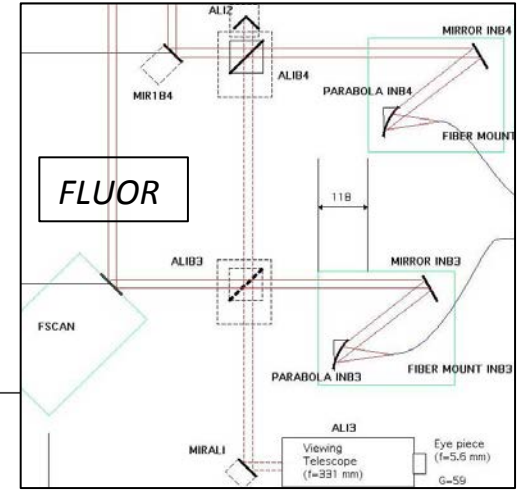 ALI2
MIRROR INB4
MIR1B4
ALIB4
PARABOLA INB4
FIBER MOUNT
FLUOR
118
ALIB3
MIRROR INB3
FSCAN
PARABOLA INB3
FIBER MOUNT INB3
ALI3
MIRALI
Viewing
Telescope
(f=331 mm)
Eye piece
(f=5.6 mm)
G=59